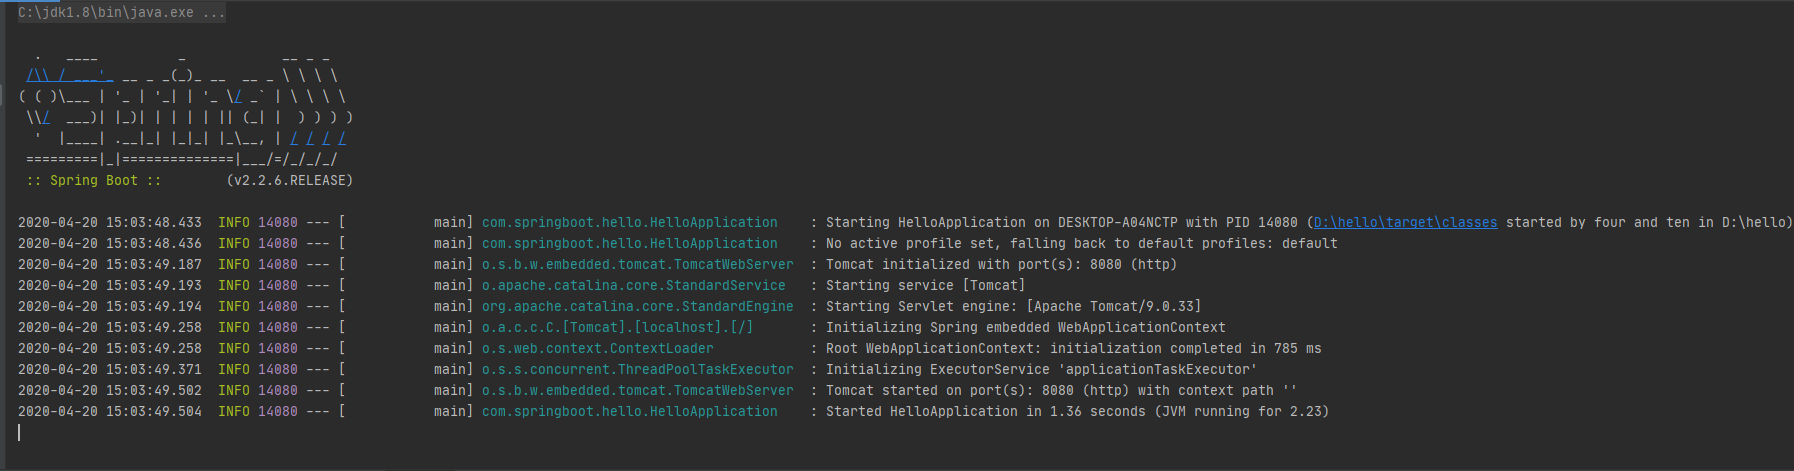 C:\jdk1.8\bin\java.exe ...
  .   ____          _            __ _ _
 /\\ / ___'_ __ _ _(_)_ __  __ _ \ \ \ \
( ( )\___ | '_ | '_| | '_ \/ _` | \ \ \ \
 \\/  ___)| |_)| | | | | || (_| |  ) ) ) )
  '  |____| .__|_| |_|_| |_\__, | / / / /
 =========|_|==============|___/=/_/_/_/
 :: Spring Boot ::        (v2.2.6.RELEASE)
2020-04-20 15:03:48.433  INFO 14080 --- [           main] com.springboot.hello.HelloApplication    : Starting HelloApplication on DESKTOP-A04NCTP with PID 14080 (D:\hello\target\classes started by four and ten in D:\hello)
2020-04-20 15:03:48.436  INFO 14080 --- [           main] com.springboot.hello.HelloApplication    : No active profile set, falling back to default profiles: default
2020-04-20 15:03:49.187  INFO 14080 --- [           main] o.s.b.w.embedded.tomcat.TomcatWebServer  : Tomcat initialized with port(s): 8080 (http)
2020-04-20 15:03:49.193  INFO 14080 --- [           main] o.apache.catalina.core.StandardService   : Starting service [Tomcat]
2020-04-20 15:03:49.194  INFO 14080 --- [           main] org.apache.catalina.core.StandardEngine  : Starting Servlet engine: [Apache Tomcat/9.0.33]
2020-04-20 15:03:49.258  INFO 14080 --- [           main] o.a.c.c.C.[Tomcat].[localhost].[/]       : Initializing Spring embedded WebApplicationContext
2020-04-20 15:03:49.258  INFO 14080 --- [           main] o.s.web.context.ContextLoader            : Root WebApplicationContext: initialization completed in 785 ms
2020-04-20 15:03:49.371  INFO 14080 --- [           main] o.s.s.concurrent.ThreadPoolTaskExecutor  : Initializing ExecutorService 'applicationTaskExecutor'
2020-04-20 15:03:49.502  INFO 14080 --- [           main] o.s.b.w.embedded.tomcat.TomcatWebServer  : Tomcat started on port(s): 8080 (http) with context path ''
2020-04-20 15:03:49.504  INFO 14080 --- [           main] com.springboot.hello.HelloApplication    : Started HelloApplication in 1.36 seconds (JVM running for 2.23)